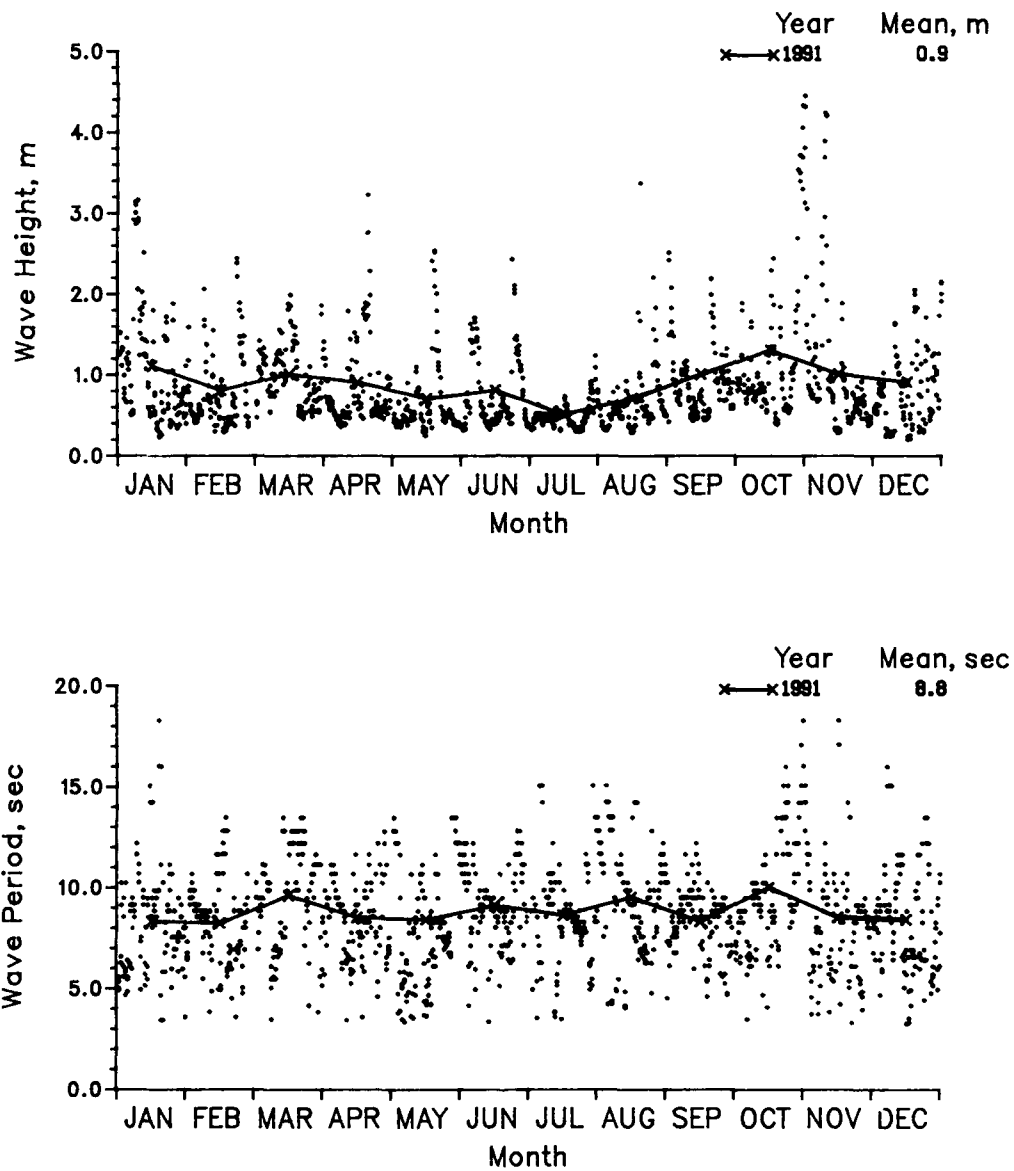 Year Mean, m
1991 0.9
5.0
4.0
3.0
2.0
1.0
0.0
Wave Height, m
JAN FEB MAR APR MAY JUN JUL AUG SEP OCT NOV DEC
Month
Year Mean, sec
1991 8.8
20.0
15.0
10.0
5.0
0.0
Wave Period, sec
JAN FEB MAR APR MAY JUN JUL AUG SEP OCT NOV DEC
Month